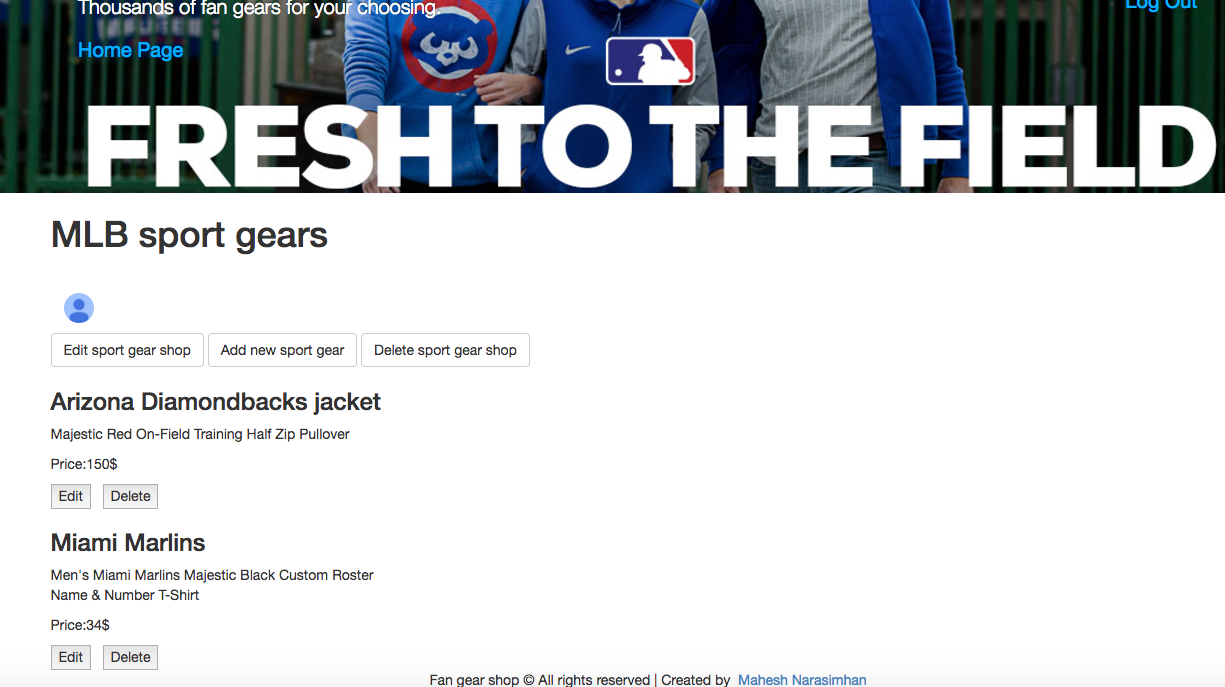 Thousands of fan gears for your choosing.
Log Out
Home Page
FRESH TO THE FIELD
MLB sport gears
Edit sport gear shop
Add new sport gear
Delete sport gear shop
Arizona Diamondbacks jacket
Majestic Red On-Field Training Half Zip Pullover
Price:150$
Edit
Delete
Miami Marlins
Men's Miami Marlins Majestic Black Custom Roster
Name & Number T-Shirt
Price:34$
Edit
Delete
Fan gear shop © All rights reserved | Created by Mahesh Narasimhan